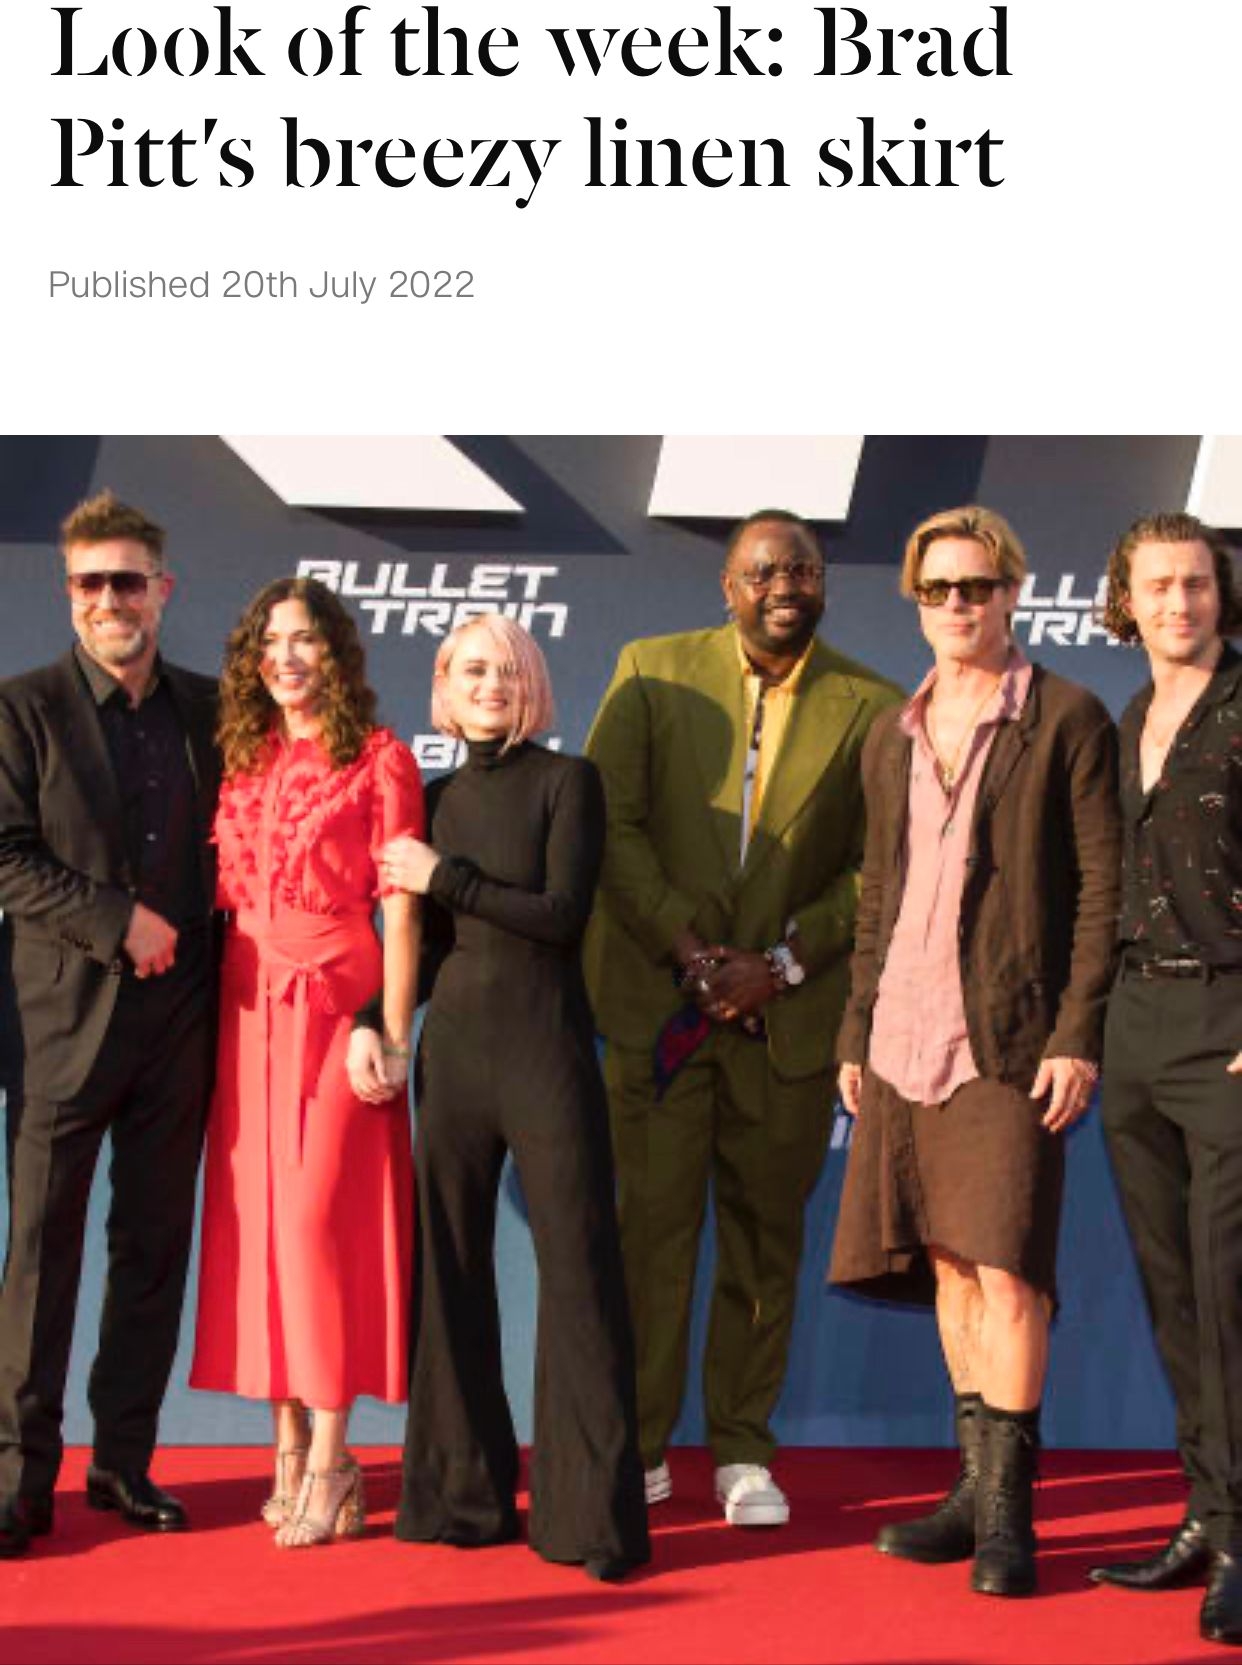 Look of the week: Brad
Pitt's breezy linen skirt
Published 20th July 2022
BULLET
TRAIN